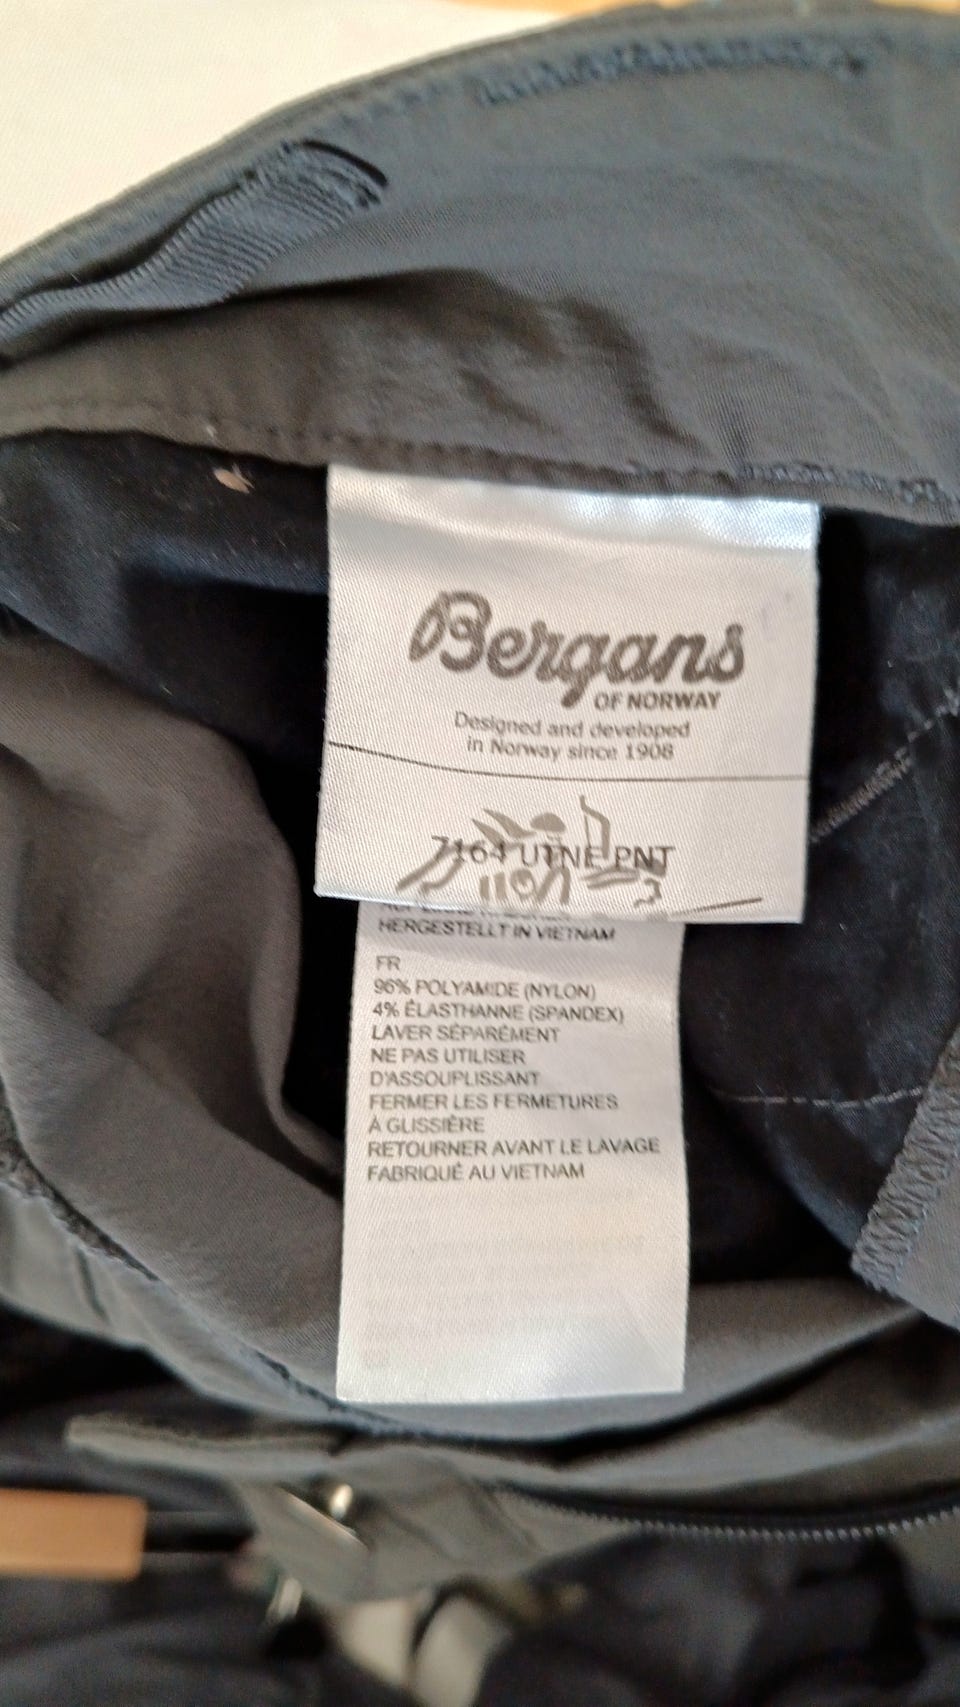 Bergans
OF NORWAY
Designed and developed
in Norway since 1908
7164 UTNE PNT
HERGESTELLT IN VIETNAM
FR
96% POLYAMIDE (NYLON)
4% ÉLASTHANNE (SPANDEX)
LAVER SÉPARÉMENT
NE PAS UTILISER
D'ASSOUPLISSANT
FERMER LES FERMETURES
À GLISSIÈRE
RETOURNER AVANT LE LAVAGE
FABRIQUÉ AU VIETNAM